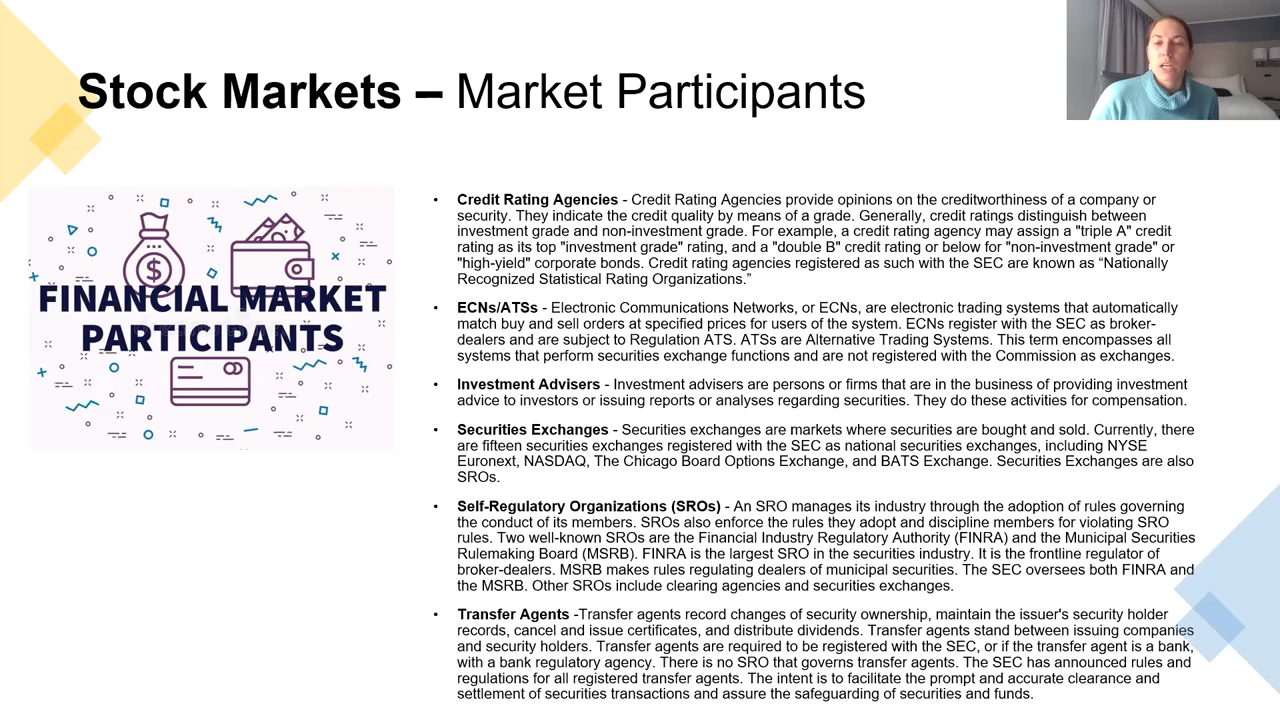 Stock Markets – Market Participants
FINANCIAL MARKET
PARTICIPANTS
• Credit Rating Agencies - Credit Rating Agencies provide opinions on the creditworthiness of a company or
security. They indicate the credit quality by means of a grade. Generally, credit ratings distinguish between
investment grade and non-investment grade. For example, a credit rating agency may assign a "triple A" credit
rating as its top "investment grade" rating, and a "double B" credit rating or below for "non-investment grade" or
"high-yield" corporate bonds. Credit rating agencies registered as such with the SEC are known as “Nationally
Recognized Statistical Rating Organizations.”
• ECNs/ATSs - Electronic Communications Networks, or ECNs, are electronic trading systems that automatically
match buy and sell orders at specified prices for users of the system. ECNs register with the SEC as broker-
dealers and are subject to Regulation ATS. ATSs are Alternative Trading Systems. This term encompasses all
systems that perform securities exchange functions and are not registered with the Commission as exchanges.
• Investment Advisers - Investment advisers are persons or firms that are in the business of providing investment
advice to investors or issuing reports or analyses regarding securities. They do these activities for compensation.
• Securities Exchanges - Securities exchanges are markets where securities are bought and sold. Currently, there
are fifteen securities exchanges registered with the SEC as national securities exchanges, including NYSE
Euronext, NASDAQ, The Chicago Board Options Exchange, and BATS Exchange. Securities Exchanges are also
SROs.
• Self-Regulatory Organizations (SROs) - An SRO manages its industry through the adoption of rules governing
the conduct of its members. SROs also enforce the rules they adopt and discipline members for violating SRO
rules. Two well-known SROs are the Financial Industry Regulatory Authority (FINRA) and the Municipal Securities
Rulemaking Board (MSRB). FINRA is the largest SRO in the securities industry. It is the frontline regulator of
broker-dealers. MSRB makes rules regulating dealers of municipal securities. The SEC oversees both FINRA and
the MSRB. Other SROs include clearing agencies and securities exchanges.
• Transfer Agents -Transfer agents record changes of security ownership, maintain the issuer's security holder
records, cancel and issue certificates, and distribute dividends. Transfer agents stand between issuing companies
and security holders. Transfer agents are required to be registered with the SEC, or if the transfer agent is a bank,
with a bank regulatory agency. There is no SRO that governs transfer agents. The SEC has announced rules and
regulations for all registered transfer agents. The intent is to facilitate the prompt and accurate clearance and
settlement of securities transactions and assure the safeguarding of securities and funds.